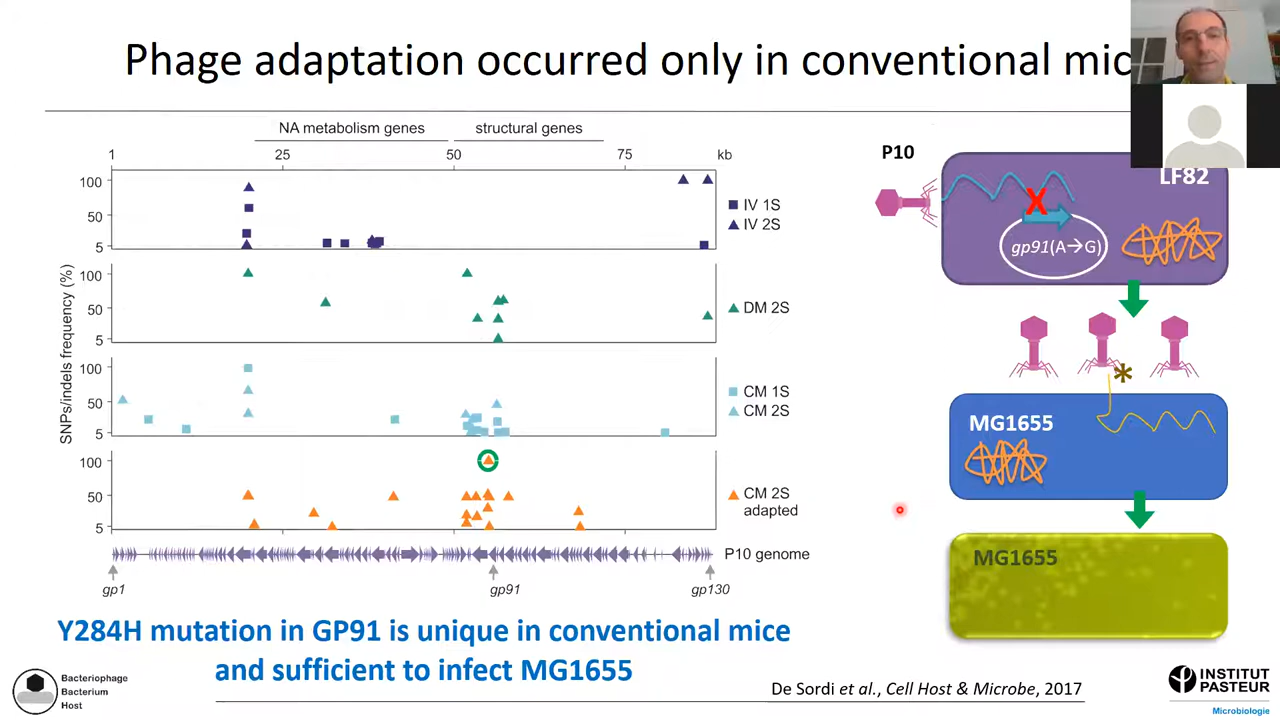 Phage adaptation occurred only in conventional mic
NA metabolism genes
structural genes
1 25 50 75 kb
100
50
5
IV 1S
IV 2S
100
50
5
DM 2S
100
50
5
CM 1S
CM 2S
100
50
5
CM 2S
adapted
SNPs/indels frequency (%)
P10 genome
gp1
gp91
gp130
P10
LF82
X
gp91(A→G)
*
MG1655
MG1655
Y284H mutation in GP91 is unique in conventional mice
and sufficient to infect MG1655
Bacteriophage
Bacterium
Host
De Sordi et al., Cell Host & Microbe, 2017
INSTITUT
PASTEUR
Microbiologie